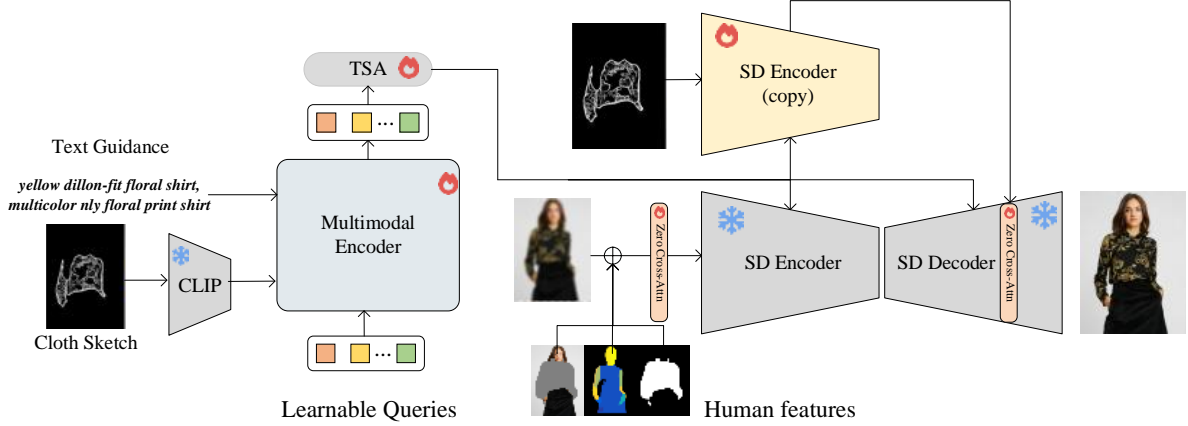 TSA
SD Encoder
(copy)
Text Guidance
yellow dillon-fit floral shirt,
multicolor nly floral print shirt
Multimodal
Encoder
CLIP
Cloth Sketch
Zero Cross-Attn
SD Encoder
SD Decoder
Zero Cross-Attn
Learnable Queries
Human features